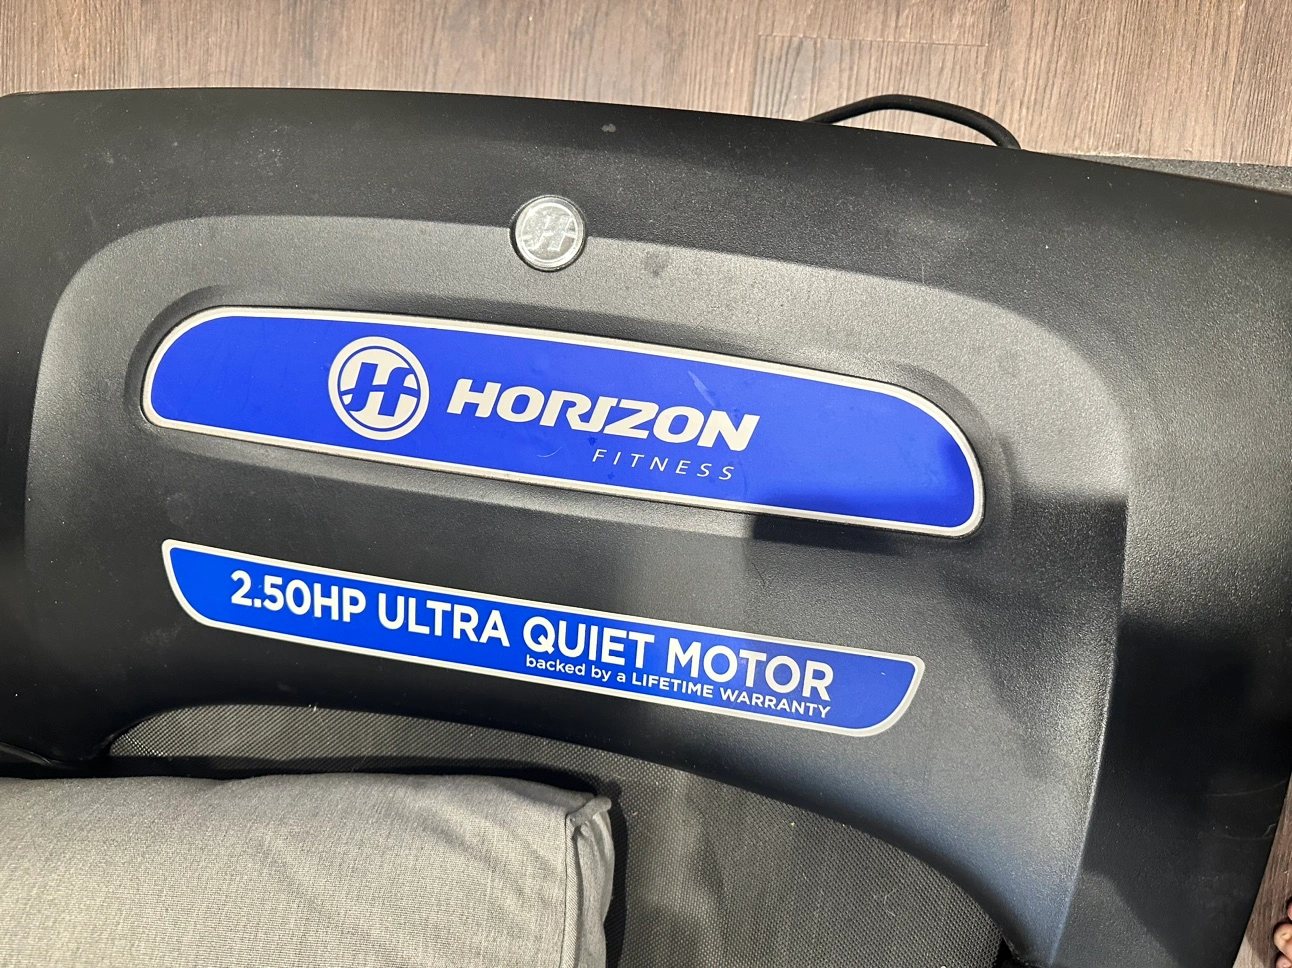 HORIZON
FITNESS
2.50HP ULTRA QUIET MOTOR
backed by a LIFETIME WARRANTY